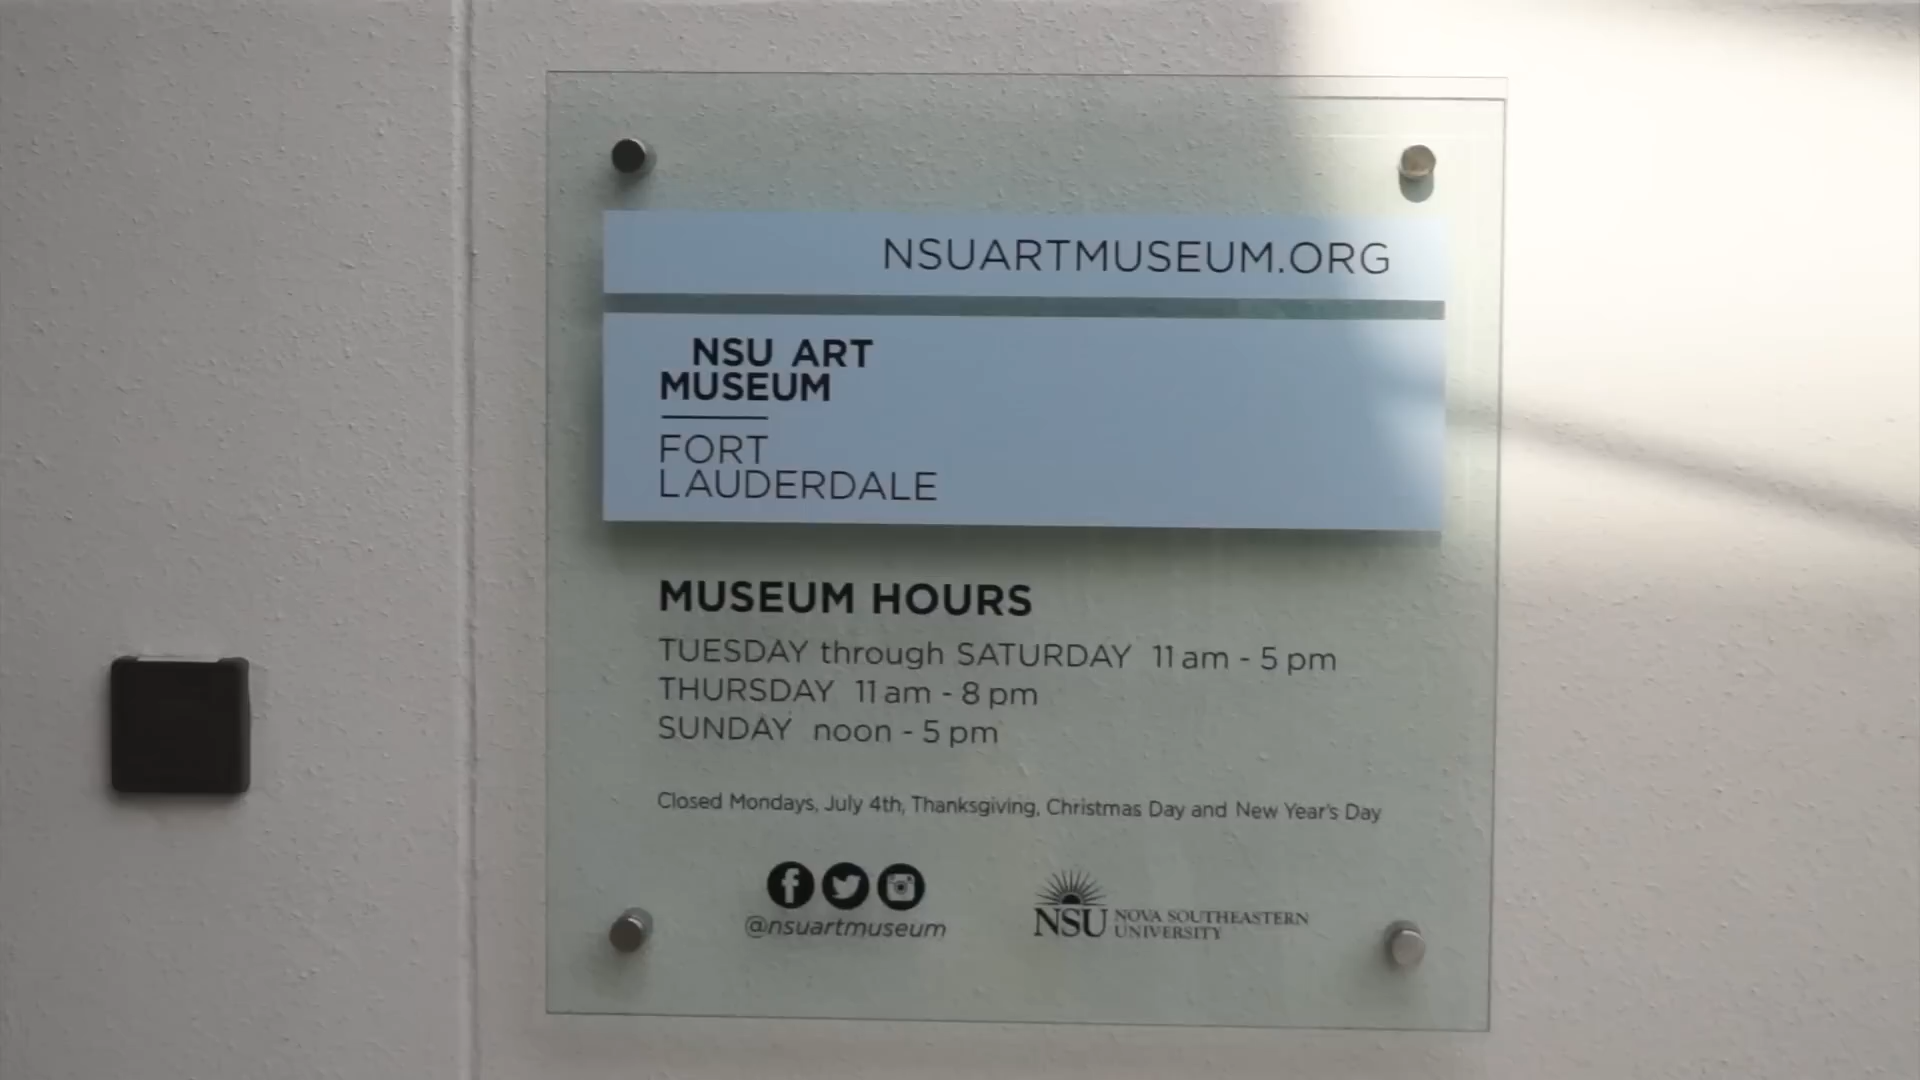 NSUARTMUSEUM.ORG
NSU ART
MUSEUM
FORT
LAUDERDALE
MUSEUM HOURS
TUESDAY through SATURDAY 11 am - 5 pm
THURSDAY 11 am - 8 pm
SUNDAY noon - 5 pm
Closed Mondays, July 4th, Thanksgiving, Christmas Day and New Year's Day
@nsuartmuseum
NSU NOVA SOUTHEASTERN
UNIVERSITY